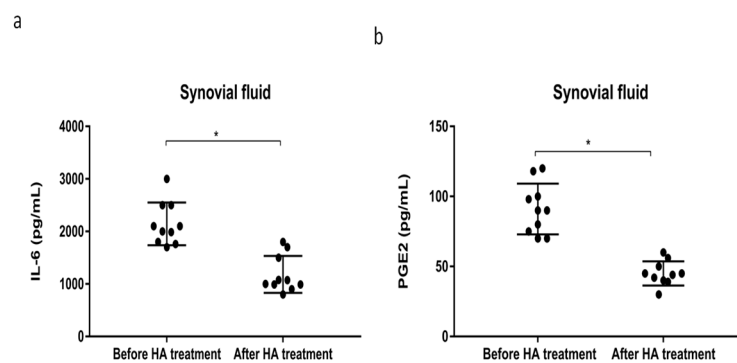 a
Synovial fluid
*
IL-6 (pg/mL)
4000
3000
2000
1000
0
Before HA treatment
After HA treatment
b
Synovial fluid
*
PGE2 (pg/mL)
150
100
50
0
Before HA treatment
After HA treatment